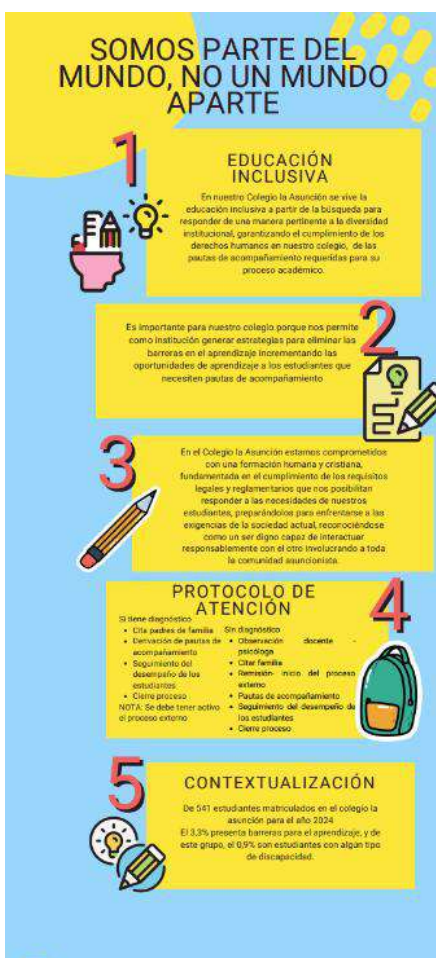 SOMOS PARTE DEL
MUNDO, NO UN MUNDO
APARTE
1
EDUCACIÓN
INCLUSIVA
En nuestro Colegio la Asunción se vive la
educación inclusiva a partir de la búsqueda para
responder de una manera pertinente a la diversidad
institucional, garantizando el cumplimiento de los
derechos humanos en nuestro colegio, de las
pautas de acompañamiento requeridas para su
proceso académico.
2
Es importante para nuestro colegio porque nos permite
como institución generar estrategias para eliminar las
barreras en el aprendizaje incrementando las
oportunidades de aprendizaje a los estudiantes que
necesiten pautas de acompañamiento
3
En el Colegio la Asunción estamos comprometidos
con una formación humana y cristiana,
fundamentada en el cumplimiento de los requisitos
legales y reglamentarios que nos posibilitan
responder a las necesidades de nuestros
estudiantes, preparándolos para enfrentarse a las
exigencias de la sociedad actual, reconociéndose
como un ser digno capaz de interactuar
responsablemente con el otro involucrando a toda
la comunidad asuncionista.
4
PROTOCOLO DE
ATENCIÓN
Si tiene diagnóstico
• Cita padres de familia
• Derivación de pautas de
acompañamiento
• Seguimiento del
desempeño de los
estudiantes
• Cierre proceso
NOTA: Se debe tener activo
el proceso externo
Sin diagnóstico
• Observación docente -
psicóloga
• Citar familia
• Remisión- inicio del proceso
externo
• Pautas de acompañamiento
• Seguimiento del desempeño de
los estudiantes
• Cierre proceso
5
CONTEXTUALIZACIÓN
De 541 estudiantes matriculados en el colegio la
asunción para el año 2024
El 3,3% presenta barreras para el aprendizaje, y de
este grupo, el 0,9% son estudiantes con algún tipo
de discapacidad.